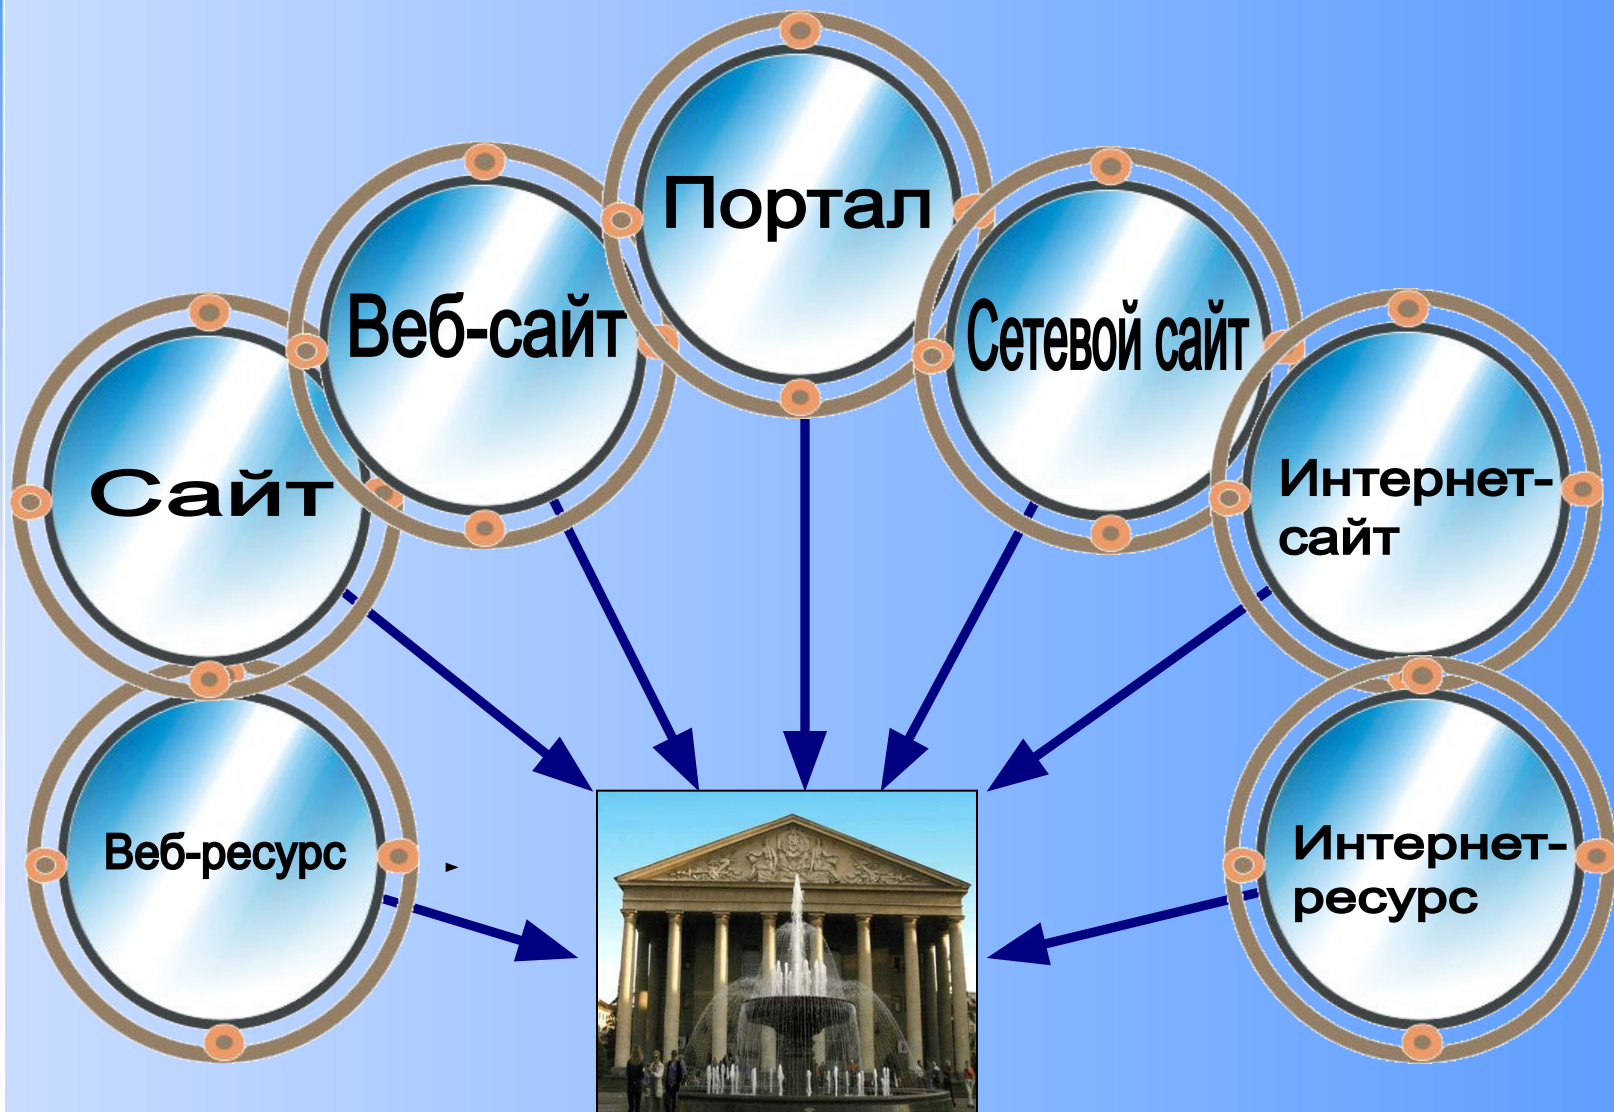 Портал
Веб-сайт
Сетевой сайт
Сайт
Интернет-
сайт
Веб-ресурс
Интернет-
ресурс